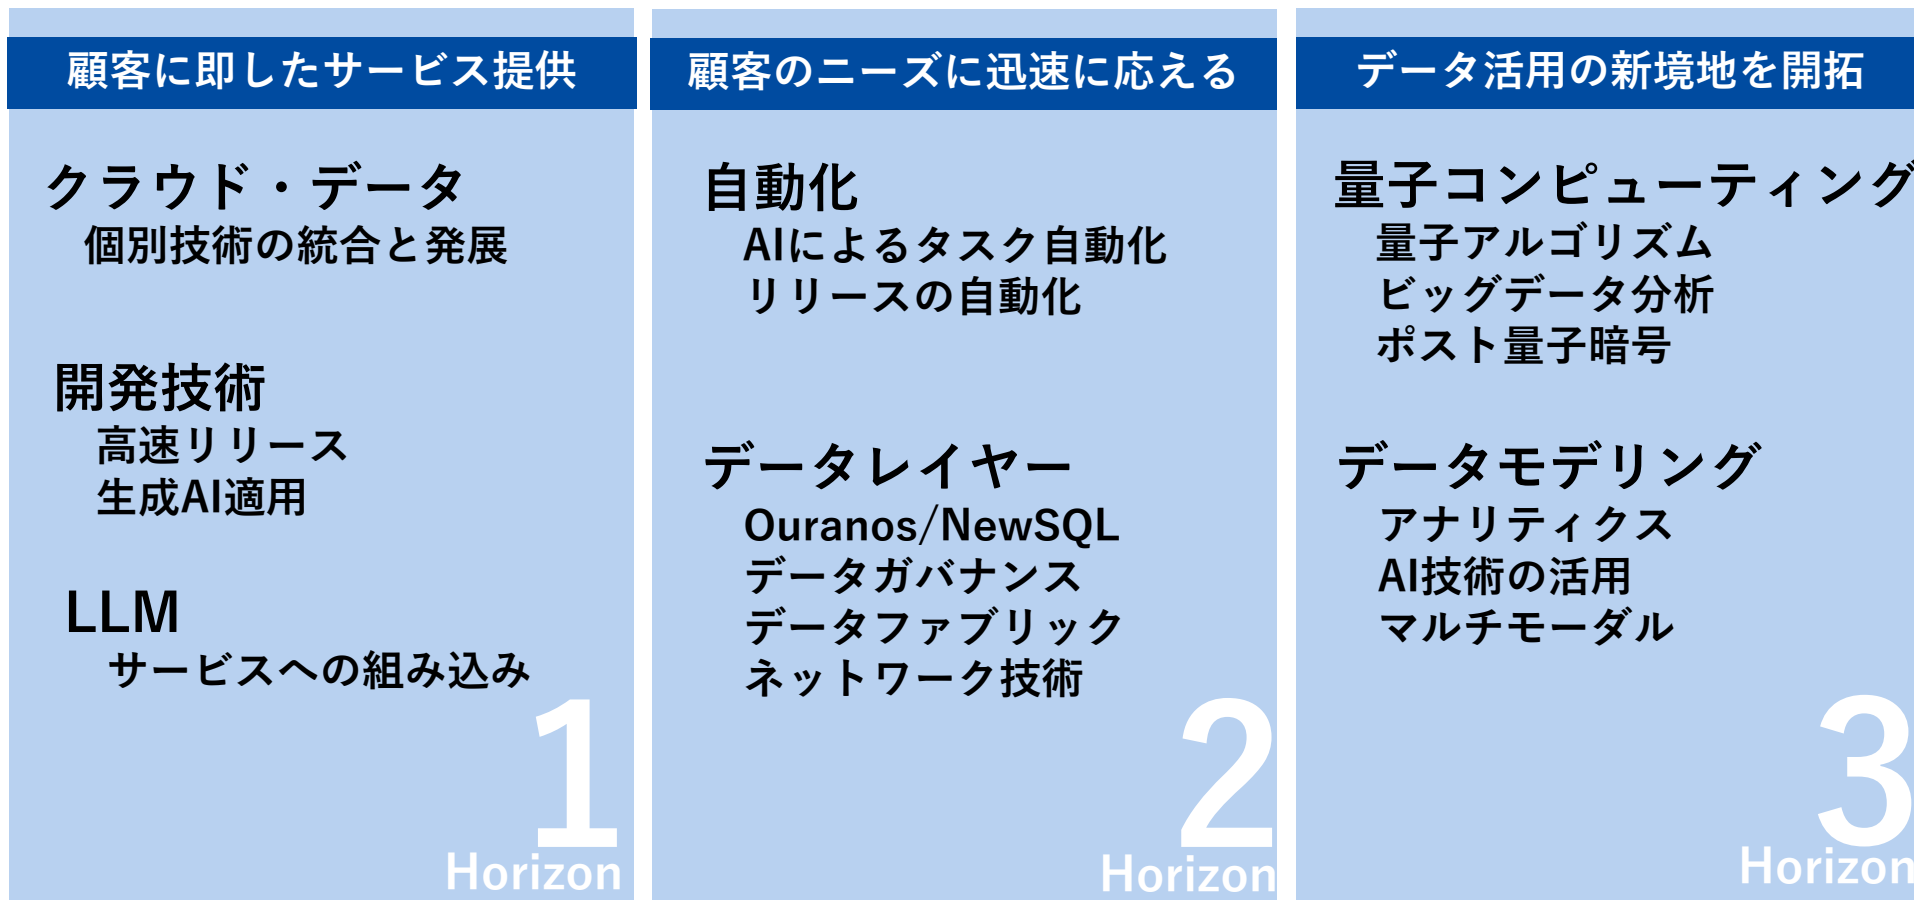 顧客に即したサービス提供
クラウド・データ
個別技術の統合と発展
開発技術
高速リリース
生成AI適用
LLM
サービスへの組み込み
1
Horizon
顧客のニーズに迅速に応える
自動化
AIによるタスク自動化
リリースの自動化
データレイヤー
Ouranos/NewSQL
データガバナンス
データファブリック
ネットワーク技術
2
Horizon
データ活用の新境地を開拓
量子コンピューティング
量子アルゴリズム
ビッグデータ分析
ポスト量子暗号
データモデリング
アナリティクス
AI技術の活用
マルチモーダル
3
Horizon